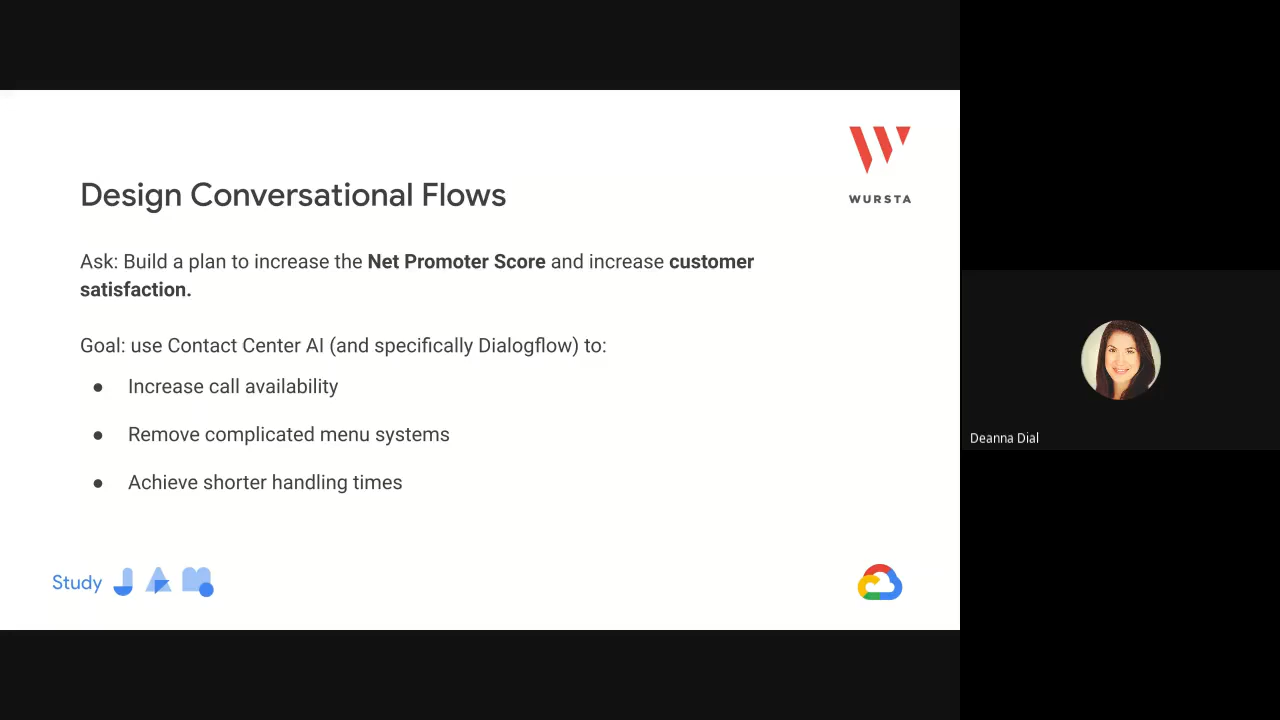 WURSTA
Design Conversational Flows
Ask: Build a plan to increase the Net Promoter Score and increase customer
satisfaction.
Goal: use Contact Center AI (and specifically Dialogflow) to:
● Increase call availability
● Remove complicated menu systems
● Achieve shorter handling times
Study JAM
Deanna Dial